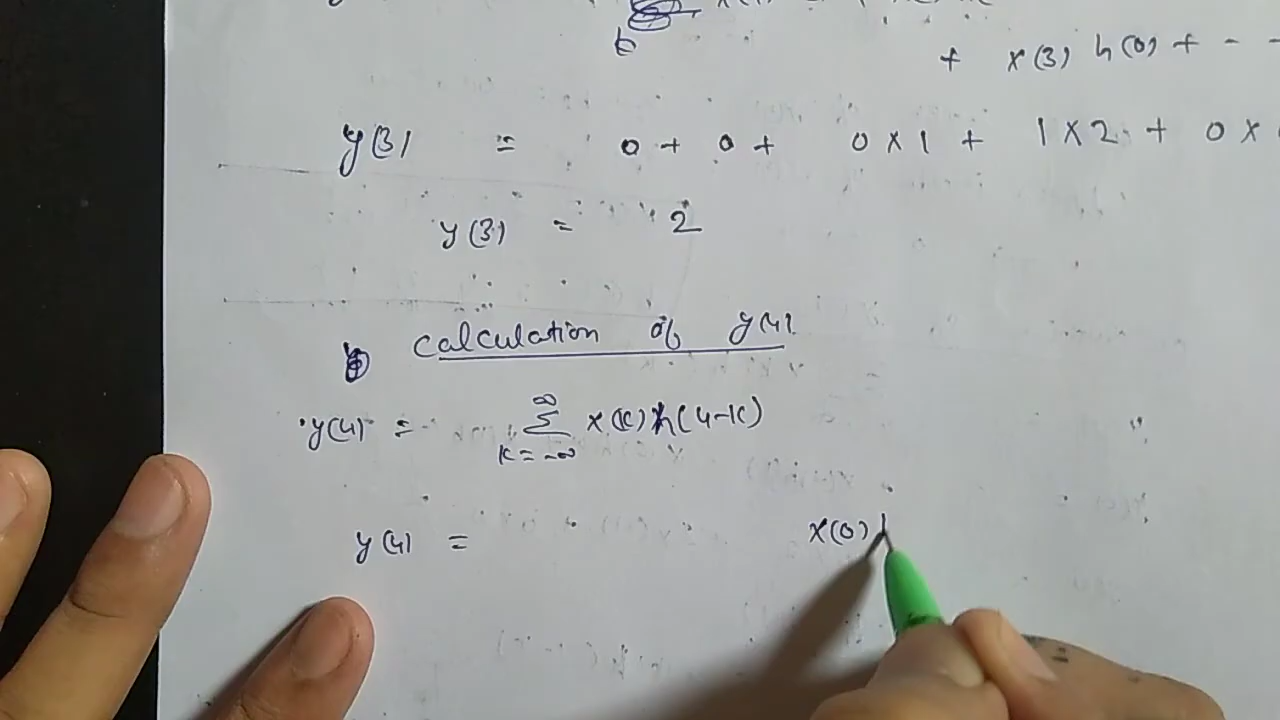 + x(3) h(0) + - -
y(3) = 0 + 0 + 0 x 1 + 1 x 2 + 0 x
y(3) = 2
calculation of y(4)
y(4) = ∞ Σ k = -∞ x(k) h(4-k)
y(4) = x(0)